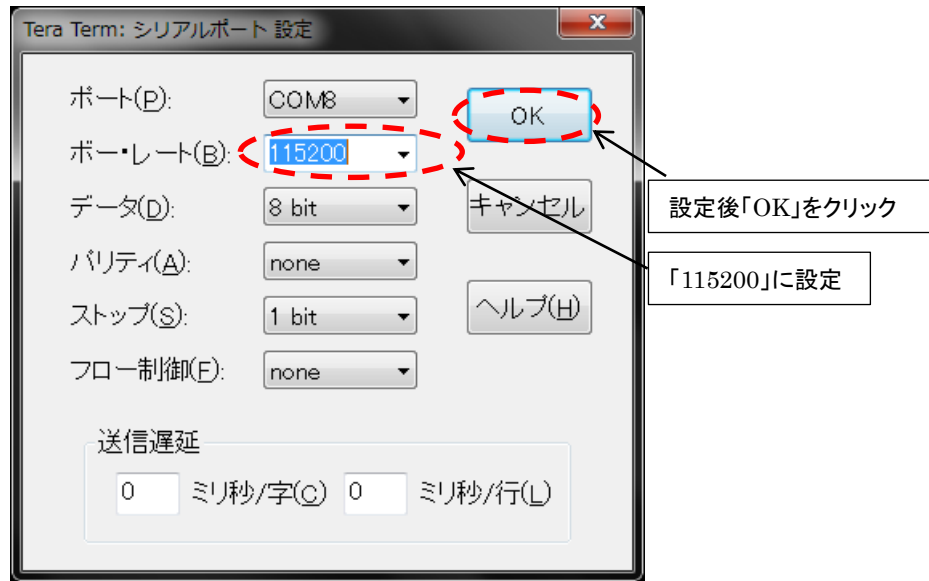 Tera Term: シリアルポート 設定
ポート(P): COM8
OK
ボー・レート(B): 115200
データ(D): 8 bit
キャンセル
設定後「OK」をクリック
パリティ(A): none
「115200」に設定
ストップ(S): 1 bit
ヘルプ(H)
フロー制御(F): none
送信遅延
0 ミリ秒/字(C) 0 ミリ秒/行(L)